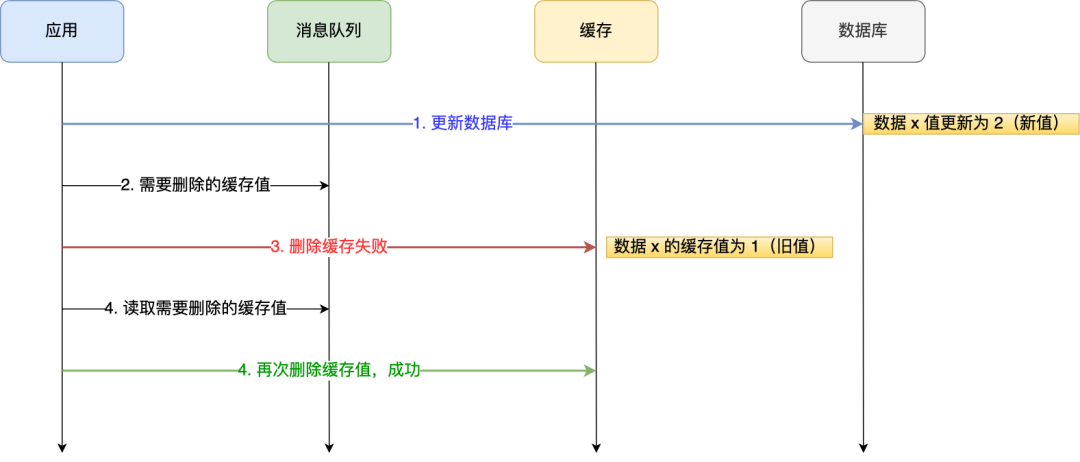 应用
消息队列
缓存
数据库
1. 更新数据库
数据 x 值更新为 2（新值）
2. 需要删除的缓存值
3. 删除缓存失败
数据 x 的缓存值为 1（旧值）
4. 读取需要删除的缓存值
4. 再次删除缓存值，成功